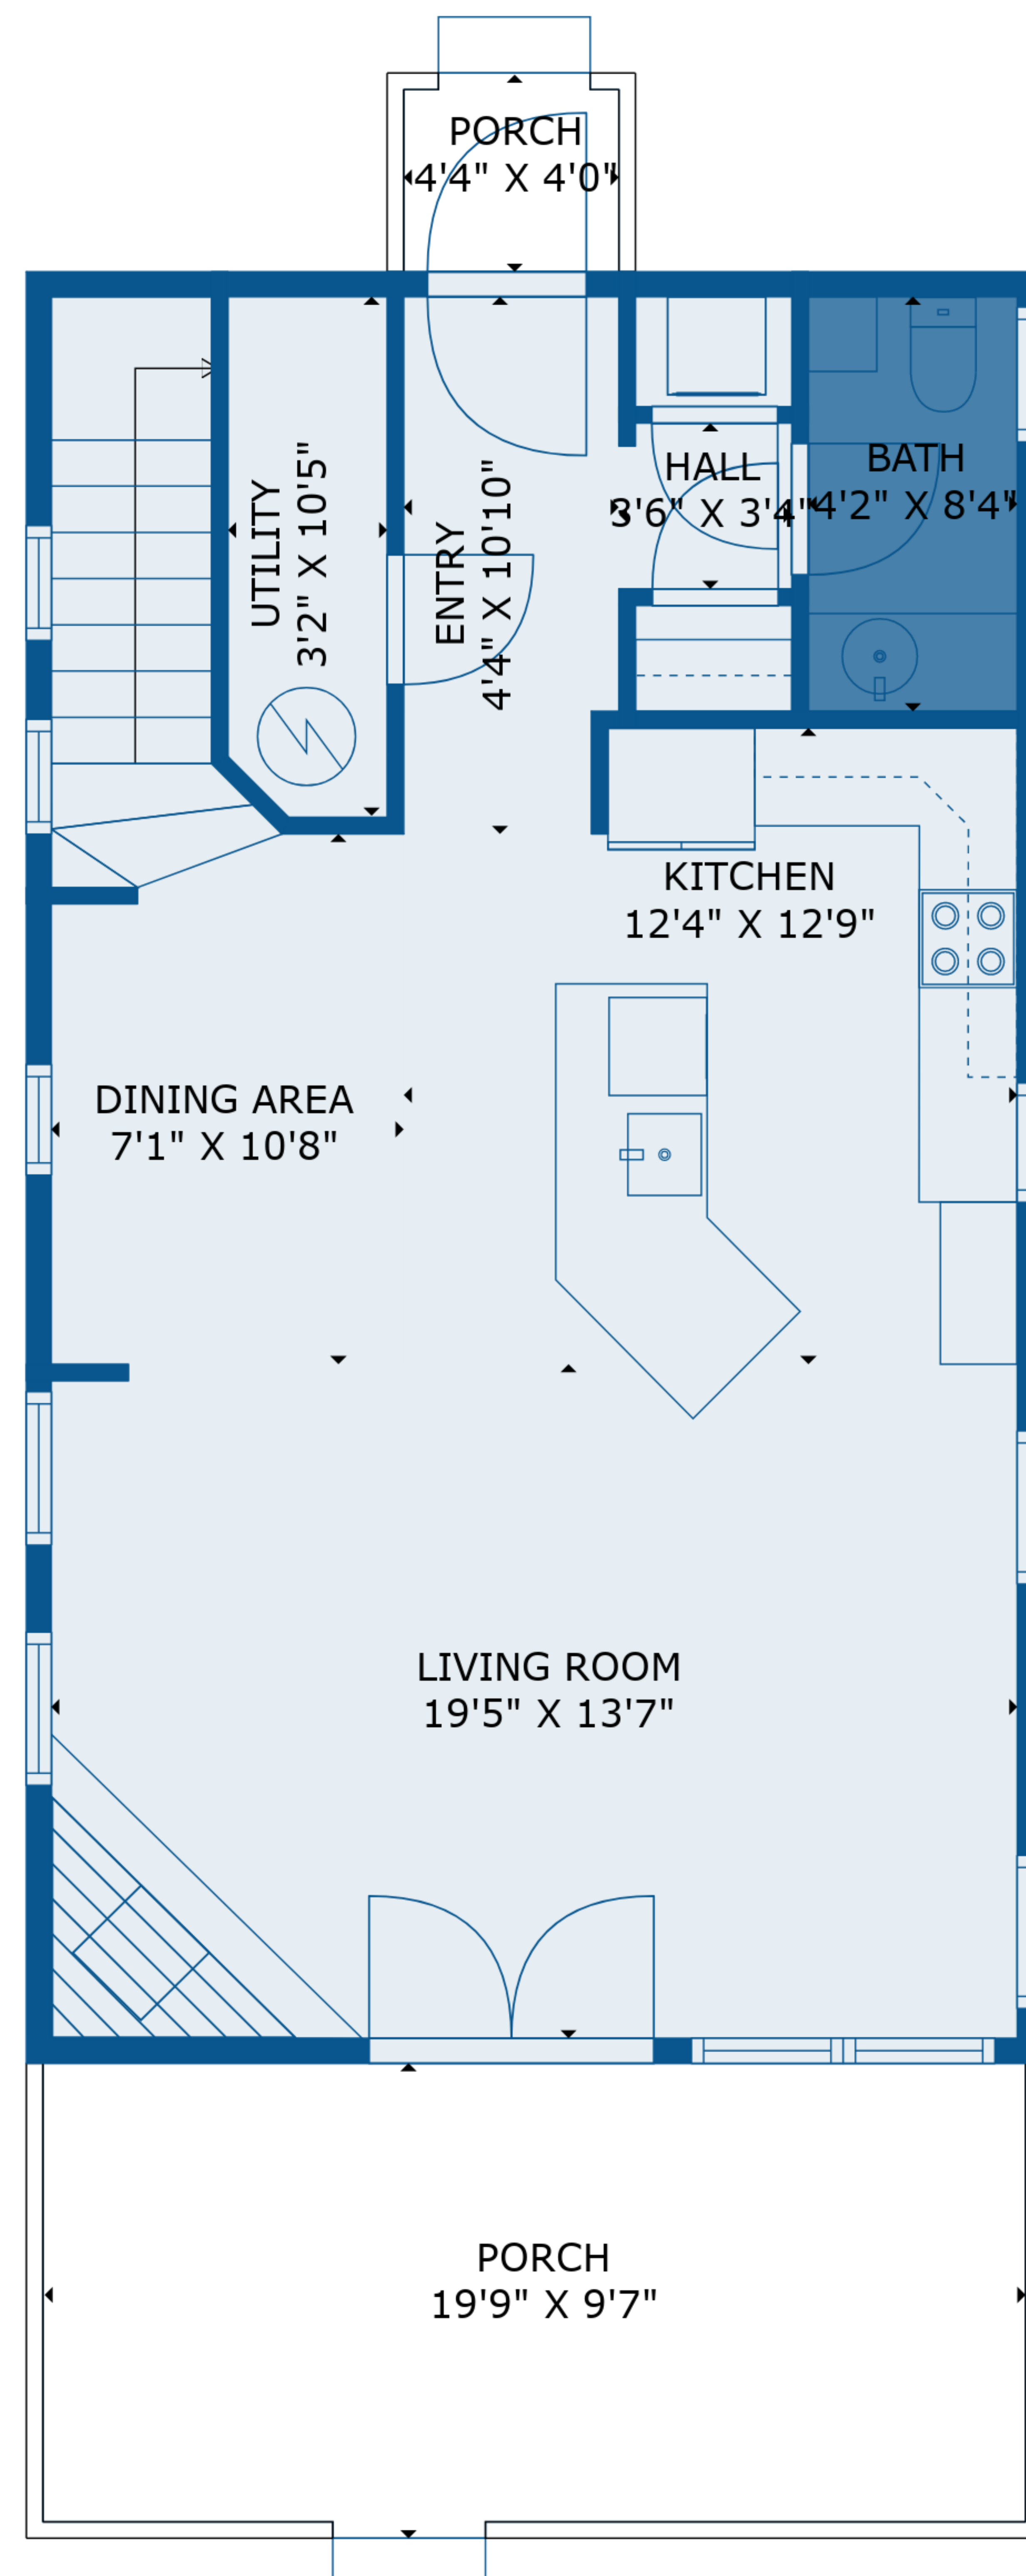 PORCH
4'4" X 4'0"
UTILITY
3'2" X 10'5"
ENTRY
4'4" X 10'10"
HALL
3'6" X 3'4"
BATH
4'2" X 8'4"
KITCHEN
12'4" X 12'9"
DINING AREA
7'1" X 10'8"
LIVING ROOM
19'5" X 13'7"
PORCH
19'9" X 9'7"